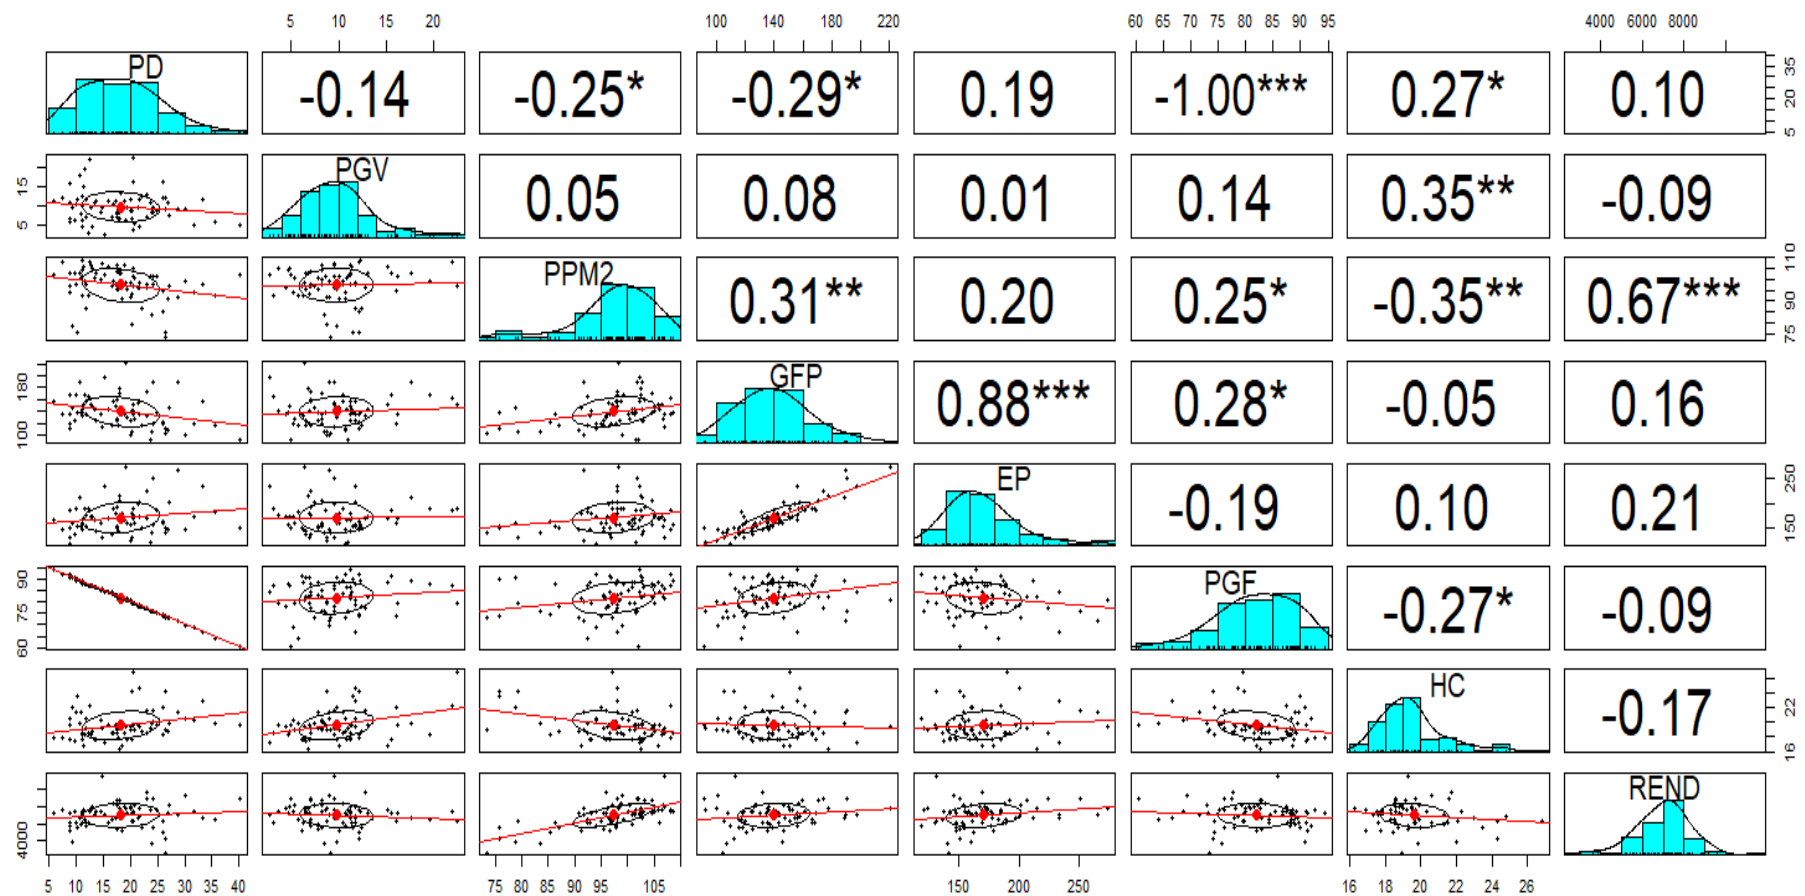 5 10 20 100 140 180 220 60 65 70 75 80 85 90 95 4000 6000 8000
PD -0.14 -0.25* -0.29* 0.19 -1.00*** 0.27* 0.10 5 20 35
5 15 PGV 0.05 0.08 0.01 0.14 0.35** -0.09
PPM2 0.31** 0.20 0.25* -0.35** 0.67*** 75 90 110
100 180 GFP 0.88*** 0.28* -0.05 0.16
EP -0.19 0.10 0.21 150 250
60 75 90 PGF -0.27* -0.09
HC -0.17 16 22
4000 REND
5 10 15 20 25 30 35 40 75 80 85 90 95 105 150 200 250 16 18 20 22 24 26